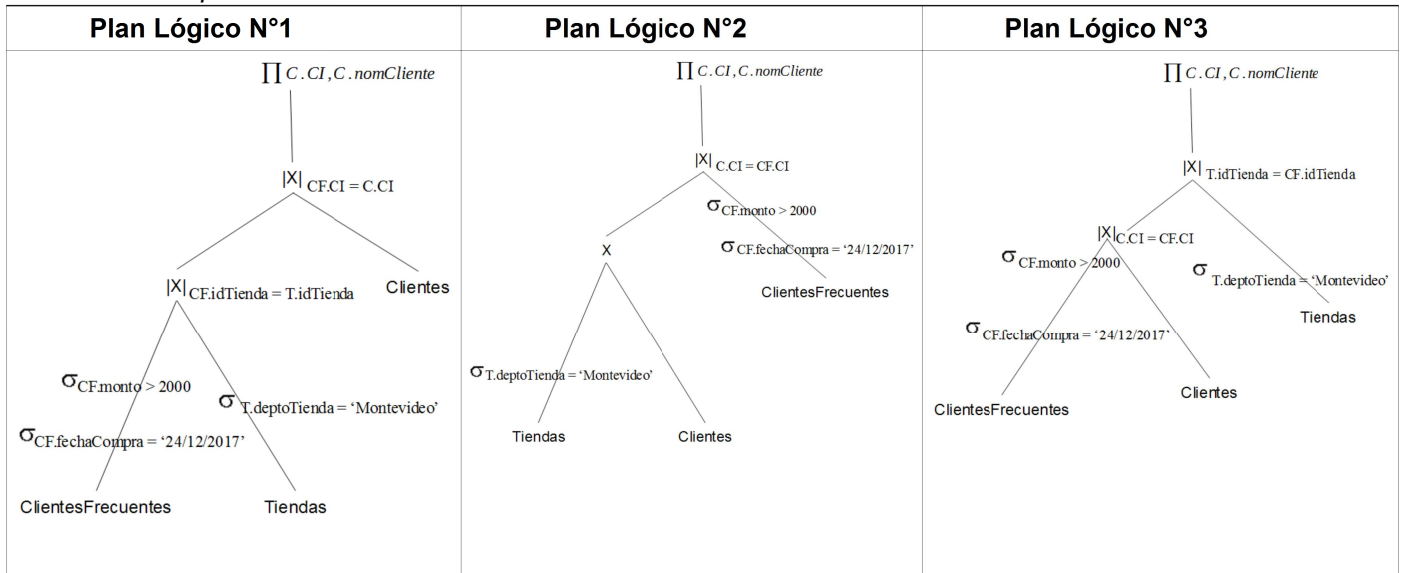 Plan Lógico N°1
∏ C.CI, C.nomCliente
|X| CF.CI = C.CI
|X| CF.idTienda = T.idTienda
Clientes
σ CF.monto > 2000
σ T.deptoTienda = ‘Montevideo’
σ CF.fechaCompra = ‘24/12/2017’
ClientesFrecuentes
Tiendas
Plan Lógico N°2
∏ C.CI, C.nomCliente
|X| C.CI = CF.CI
σ CF.monto > 2000
X
σ CF.fechaCompra = ‘24/12/2017’
ClientesFrecuentes
σ T.deptoTienda = ‘Montevideo’
Tiendas
Clientes
Plan Lógico N°3
∏ C.CI, C.nomCliente
|X| T.idTienda = CF.idTienda
|X| C.CI = CF.CI
σ CF.monto > 2000
σ T.deptoTienda = ‘Montevideo’
Tiendas
σ CF.fechaCompra = ‘24/12/2017’
Clientes
ClientesFrecuentes